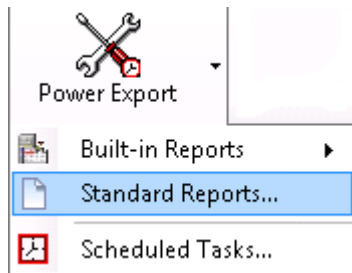 Power Export
Built-in Reports
Standard Reports...
Scheduled Tasks...